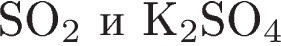 SO₂ и K₂SO₄